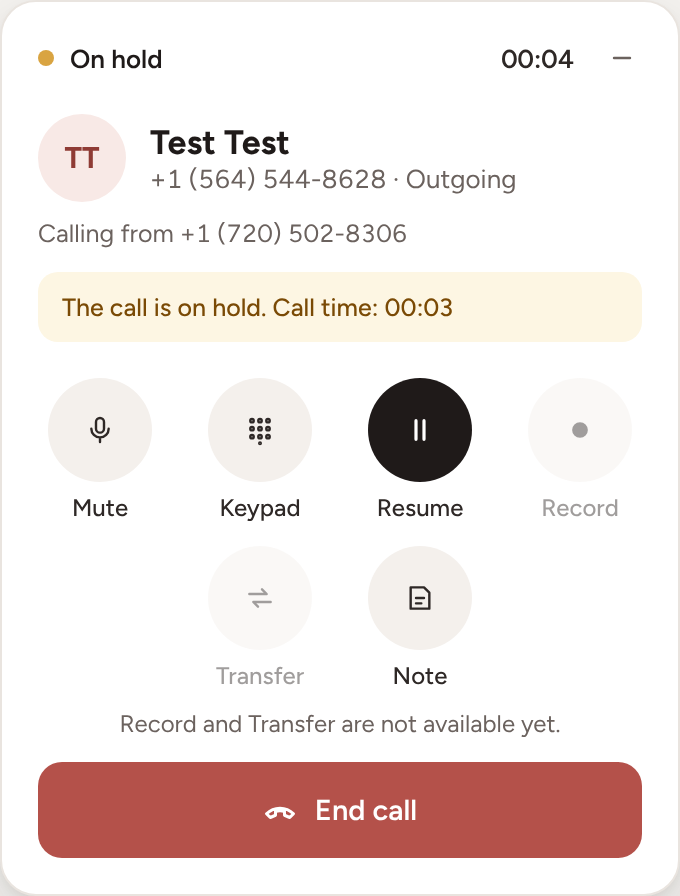 On hold 00:04
TT
Test Test
+1 (564) 544-8628 · Outgoing
Calling from +1 (720) 502-8306
The call is on hold. Call time: 00:03
Mute Keypad Resume Record
Transfer Note
Record and Transfer are not available yet.
End call